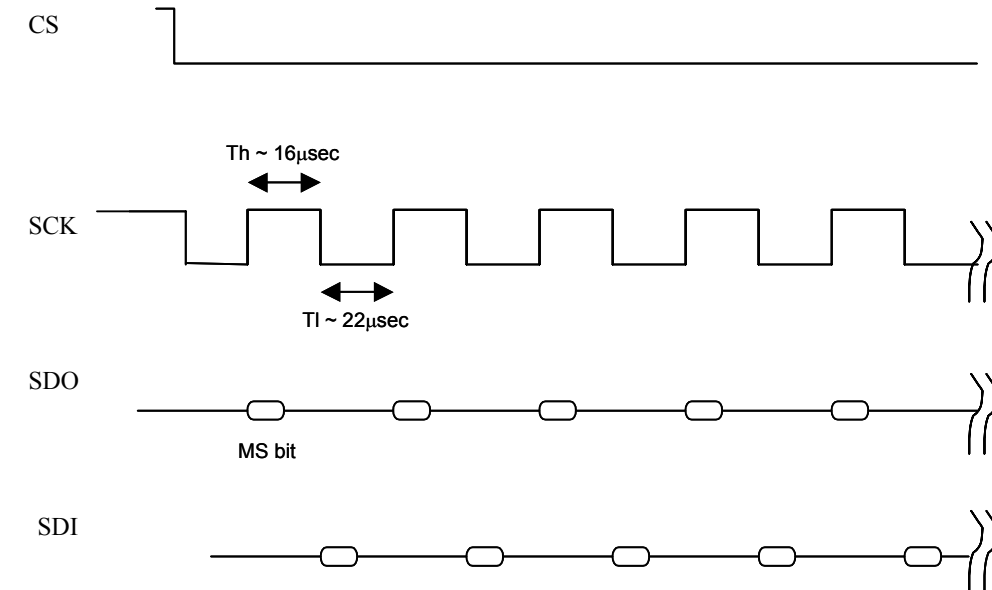 CS
Th ~ 16μsec
SCK
Tl ~ 22μsec
SDO
MS bit
SDI